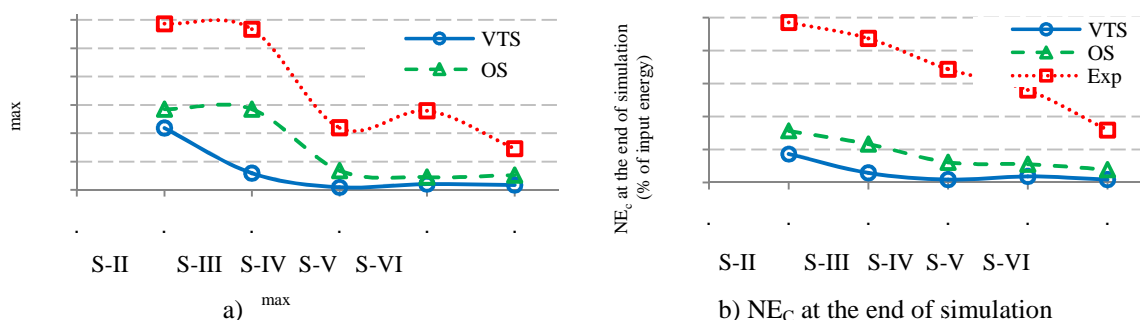 max
VTS
OS
. . . . . .
S-II S-III S-IV S-V S-VI
a) max
NEc at the end of simulation
(% of input energy)
VTS
OS
Exp
. . . . . .
S-II S-III S-IV S-V S-VI
b) NEC at the end of simulation